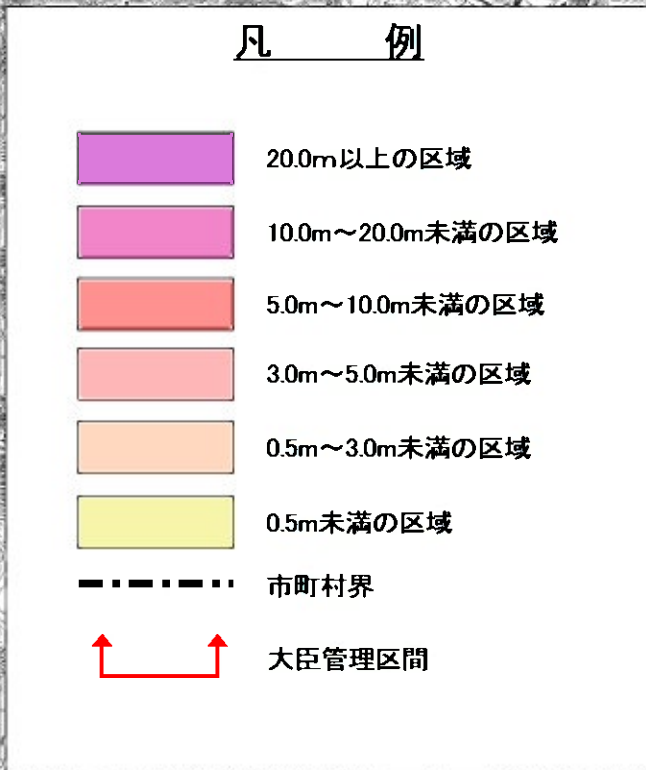 凡 例
20.0m以上の区域
10.0m～20.0m未満の区域
5.0m～10.0m未満の区域
3.0m～5.0m未満の区域
0.5m～3.0m未満の区域
0.5m未満の区域
市町村界
大臣管理区間